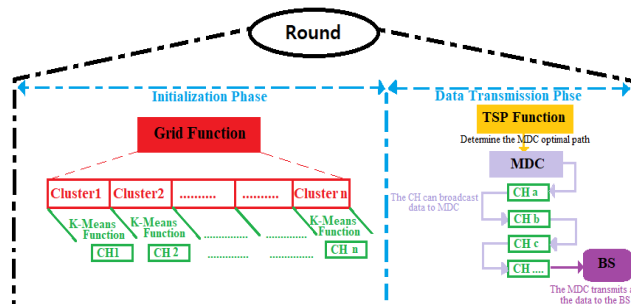 Round
Initialization Phase
Data Transmission Phse
Grid Function
Cluster1 Cluster2 .......... .......... Cluster n
K-Means
Function
K-Means
Function
K-Means
Function
CH1 CH 2 CH n
TSP Function
Determine the MDC optimal path
MDC
The CH can broadcast
data to MDC
CH a
CH b
CH c
CH ....
BS
The MDC transmits a
the data to the BS